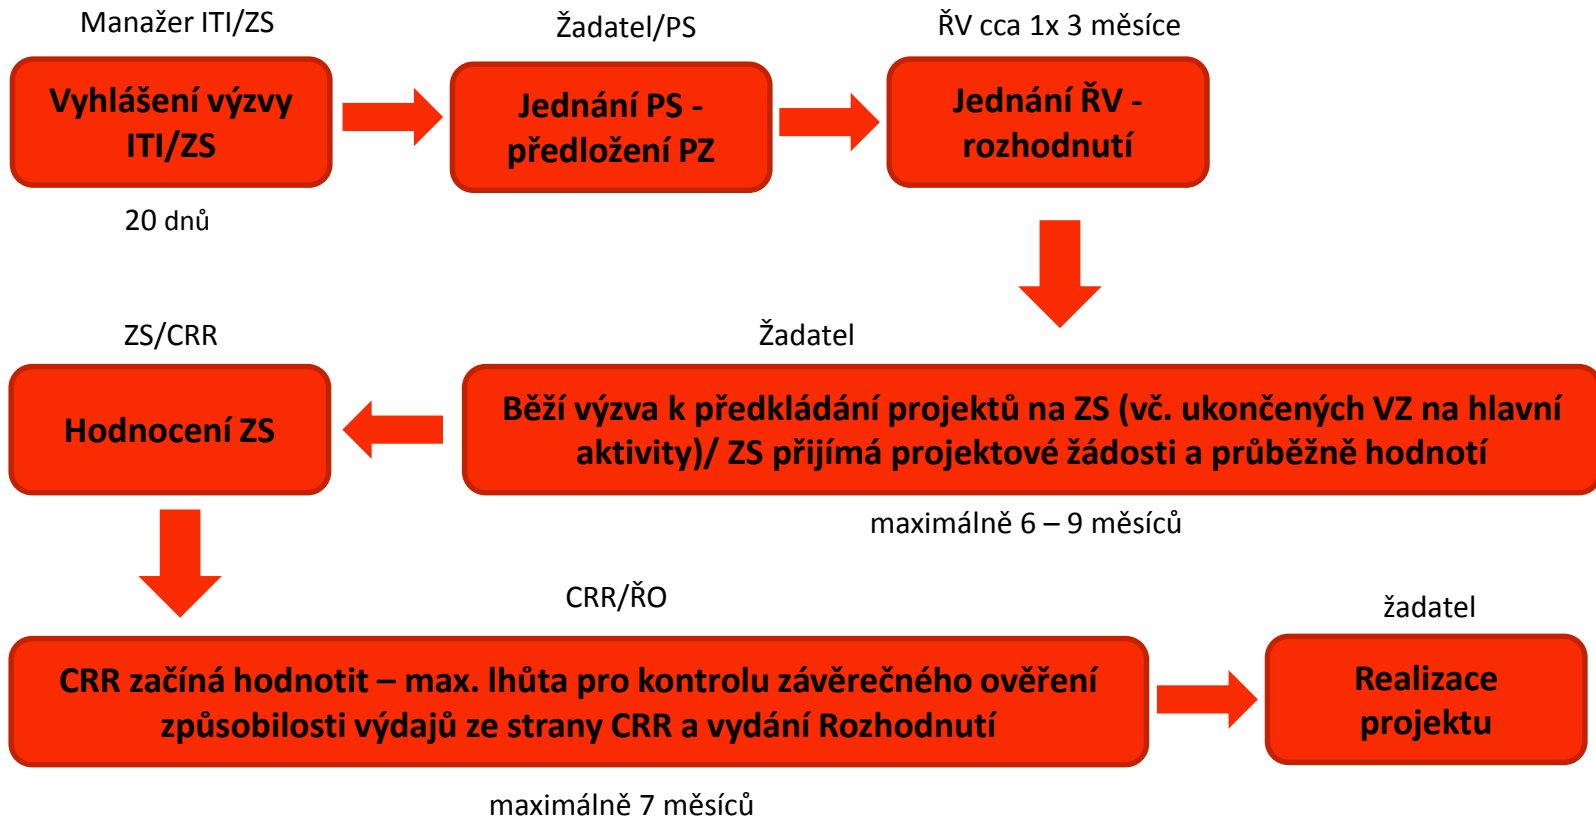 Manažer ITI/ZS
Žadatel/PS
ŘV cca 1x 3 měsíce
Vyhlášení výzvy
ITI/ZS
Jednání PS -
předložení PZ
Jednání ŘV -
rozhodnutí
20 dnů
ZS/CRR
Žadatel
Hodnocení ZS
Běží výzva k předkládání projektů na ZS (vč. ukončených VZ na hlavní
aktivity)/ ZS přijímá projektové žádosti a průběžně hodnotí
maximálně 6 – 9 měsíců
CRR/ŘO
žadatel
CRR začíná hodnotit – max. lhůta pro kontrolu závěrečného ověření
způsobilosti výdajů ze strany CRR a vydání Rozhodnutí
Realizace
projektu
maximálně 7 měsíců